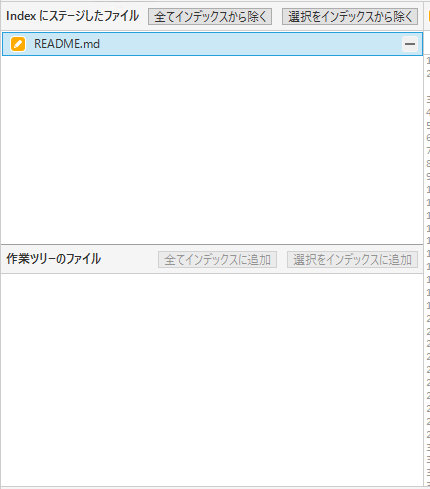 Index にステージしたファイル 全てインデックスから除く 選択をインデックスから除く
README.md
作業ツリーのファイル 全てインデックスに追加 選択をインデックスに追加